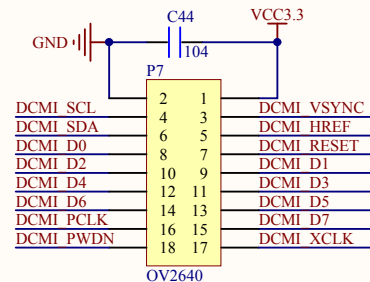 C44
VCC3.3
GND
104
P7
2 1
DCMI_SCL 4 3 DCMI_VSYNC
DCMI_SDA 6 5 DCMI_HREF
DCMI_D0 8 7 DCMI_RESET
DCMI_D2 10 9 DCMI_D1
DCMI_D4 12 11 DCMI_D3
DCMI_D6 14 13 DCMI_D5
DCMI_PCLK 16 15 DCMI_D7
DCMI_PWDN 18 17 DCMI_XCLK
OV2640